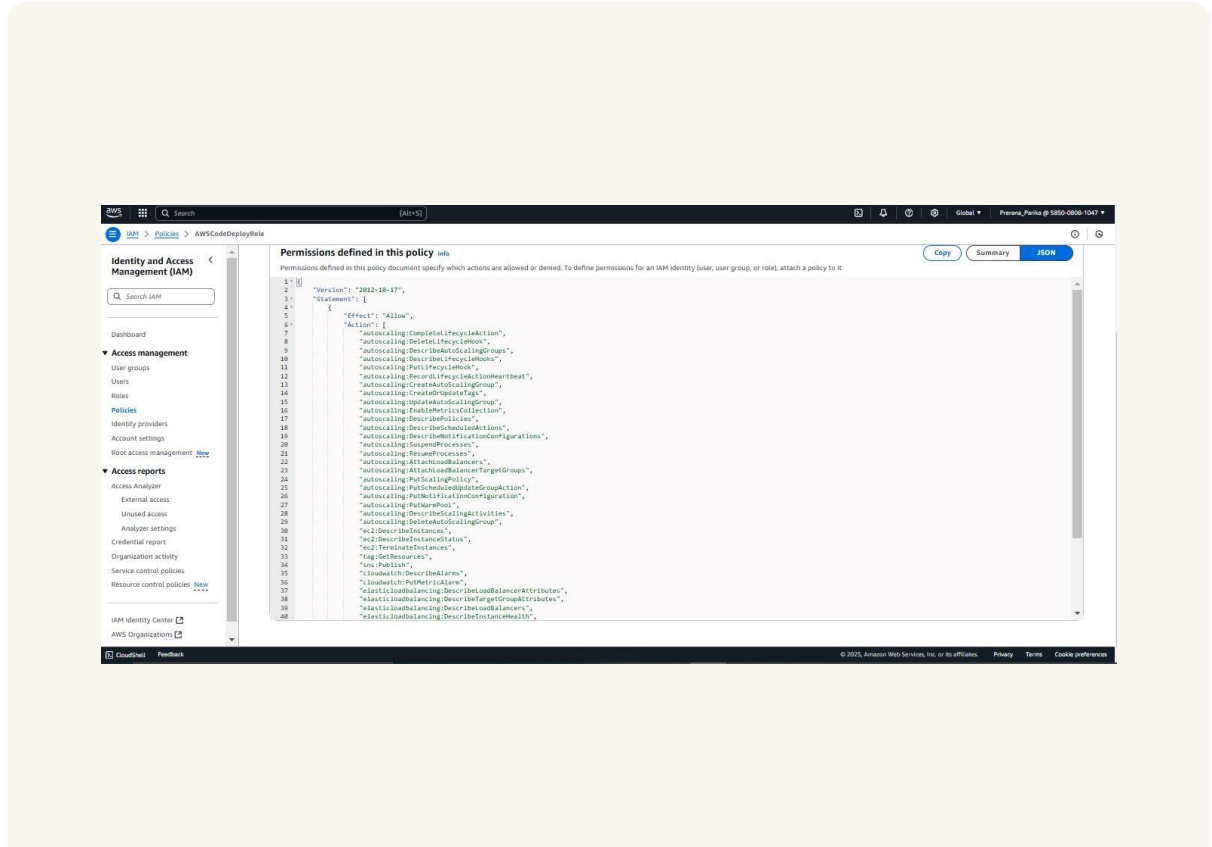 aws Search [Alt+S] Global ▼ Prerana_Parika @ 5850-0808-1047 ▼
IAM > Policies > AWSCodeDeployRole
Identity and Access Management (IAM)
Search IAM
Dashboard
Access management
User groups
Users
Roles
Policies
Identity providers
Account settings
Root access management New
Access reports
Access Analyzer
External access
Unused access
Analyzer settings
Credential report
Organization activity
Service control policies
Resource control policies New
IAM Identity Center
AWS Organizations
Permissions defined in this policy Info
Copy Summary JSON
Permissions defined in this policy document specify which actions are allowed or denied. To define permissions for an IAM identity (user, user group, or role), attach a policy to it
1 {
2 "Version": "2012-10-17",
3 "Statement": [
4 {
5 "Effect": "Allow",
6 "Action": [
7 "autoscaling:CompleteLifecycleAction",
8 "autoscaling:DeleteLifecycleHook",
9 "autoscaling:DescribeAutoScalingGroups",
10 "autoscaling:DescribeLifecycleHooks",
11 "autoscaling:PutLifecycleHook",
12 "autoscaling:RecordLifecycleActionHeartbeat",
13 "autoscaling:CreateAutoScalingGroup",
14 "autoscaling:CreateOrUpdateTags",
15 "autoscaling:UpdateAutoScalingGroup",
16 "autoscaling:EnableMetricsCollection",
17 "autoscaling:DescribePolicies",
18 "autoscaling:DescribeScheduledActions",
19 "autoscaling:DescribeNotificationConfigurations",
20 "autoscaling:SuspendProcesses",
21 "autoscaling:ResumeProcesses",
22 "autoscaling:AttachLoadBalancers",
23 "autoscaling:AttachLoadBalancerTargetGroups",
24 "autoscaling:PutScalingPolicy",
25 "autoscaling:PutScheduledUpdateGroupAction",
26 "autoscaling:PutNotificationConfiguration",
27 "autoscaling:PutWarmPool",
28 "autoscaling:DescribeScalingActivities",
29 "autoscaling:DeleteAutoScalingGroup",
30 "ec2:DescribeInstances",
31 "ec2:DescribeInstanceStatus",
32 "ec2:TerminateInstances",
33 "tag:GetResources",
34 "sns:Publish",
35 "cloudwatch:DescribeAlarms",
36 "cloudwatch:PutMetricAlarm",
37 "elasticloadbalancing:DescribeLoadBalancerAttributes",
38 "elasticloadbalancing:DescribeTargetGroupAttributes",
39 "elasticloadbalancing:DescribeLoadBalancers",
40 "elasticloadbalancing:DescribeInstanceHealth",
CloudShell Feedback © 2025, Amazon Web Services, Inc. or its affiliates. Privacy Terms Cookie preferences